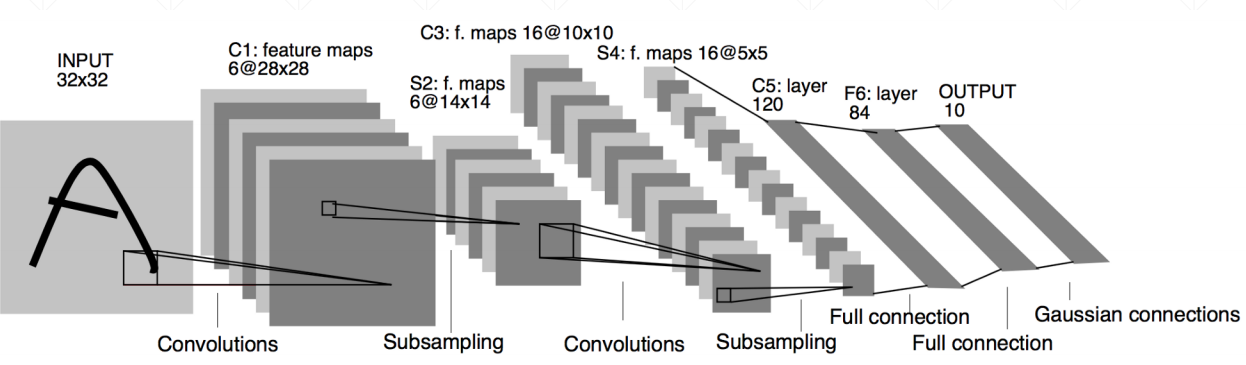 INPUT
32x32
C1: feature maps
6@28x28
S2: f. maps
6@14x14
C3: f. maps 16@10x10
S4: f. maps 16@5x5
C5: layer
120
F6: layer
84
OUTPUT
10
Convolutions
Subsampling
Convolutions
Subsampling
Full connection
Full connection
Gaussian connections